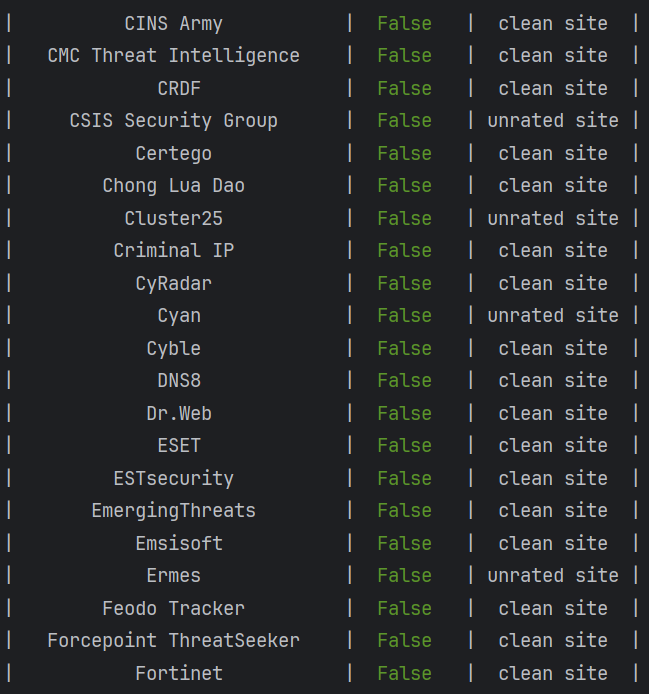 | CINS Army | False | clean site |
| CMC Threat Intelligence | False | clean site |
| CRDF | False | clean site |
| CSIS Security Group | False | unrated site |
| Certego | False | clean site |
| Chong Lua Dao | False | clean site |
| Cluster25 | False | unrated site |
| Criminal IP | False | clean site |
| CyRadar | False | clean site |
| Cyan | False | unrated site |
| Cyble | False | clean site |
| DNS8 | False | clean site |
| Dr.Web | False | clean site |
| ESET | False | clean site |
| ESTsecurity | False | clean site |
| EmergingThreats | False | clean site |
| Emsisoft | False | clean site |
| Ermes | False | unrated site |
| Feodo Tracker | False | clean site |
| Forcepoint ThreatSeeker | False | clean site |
| Fortinet | False | clean site |